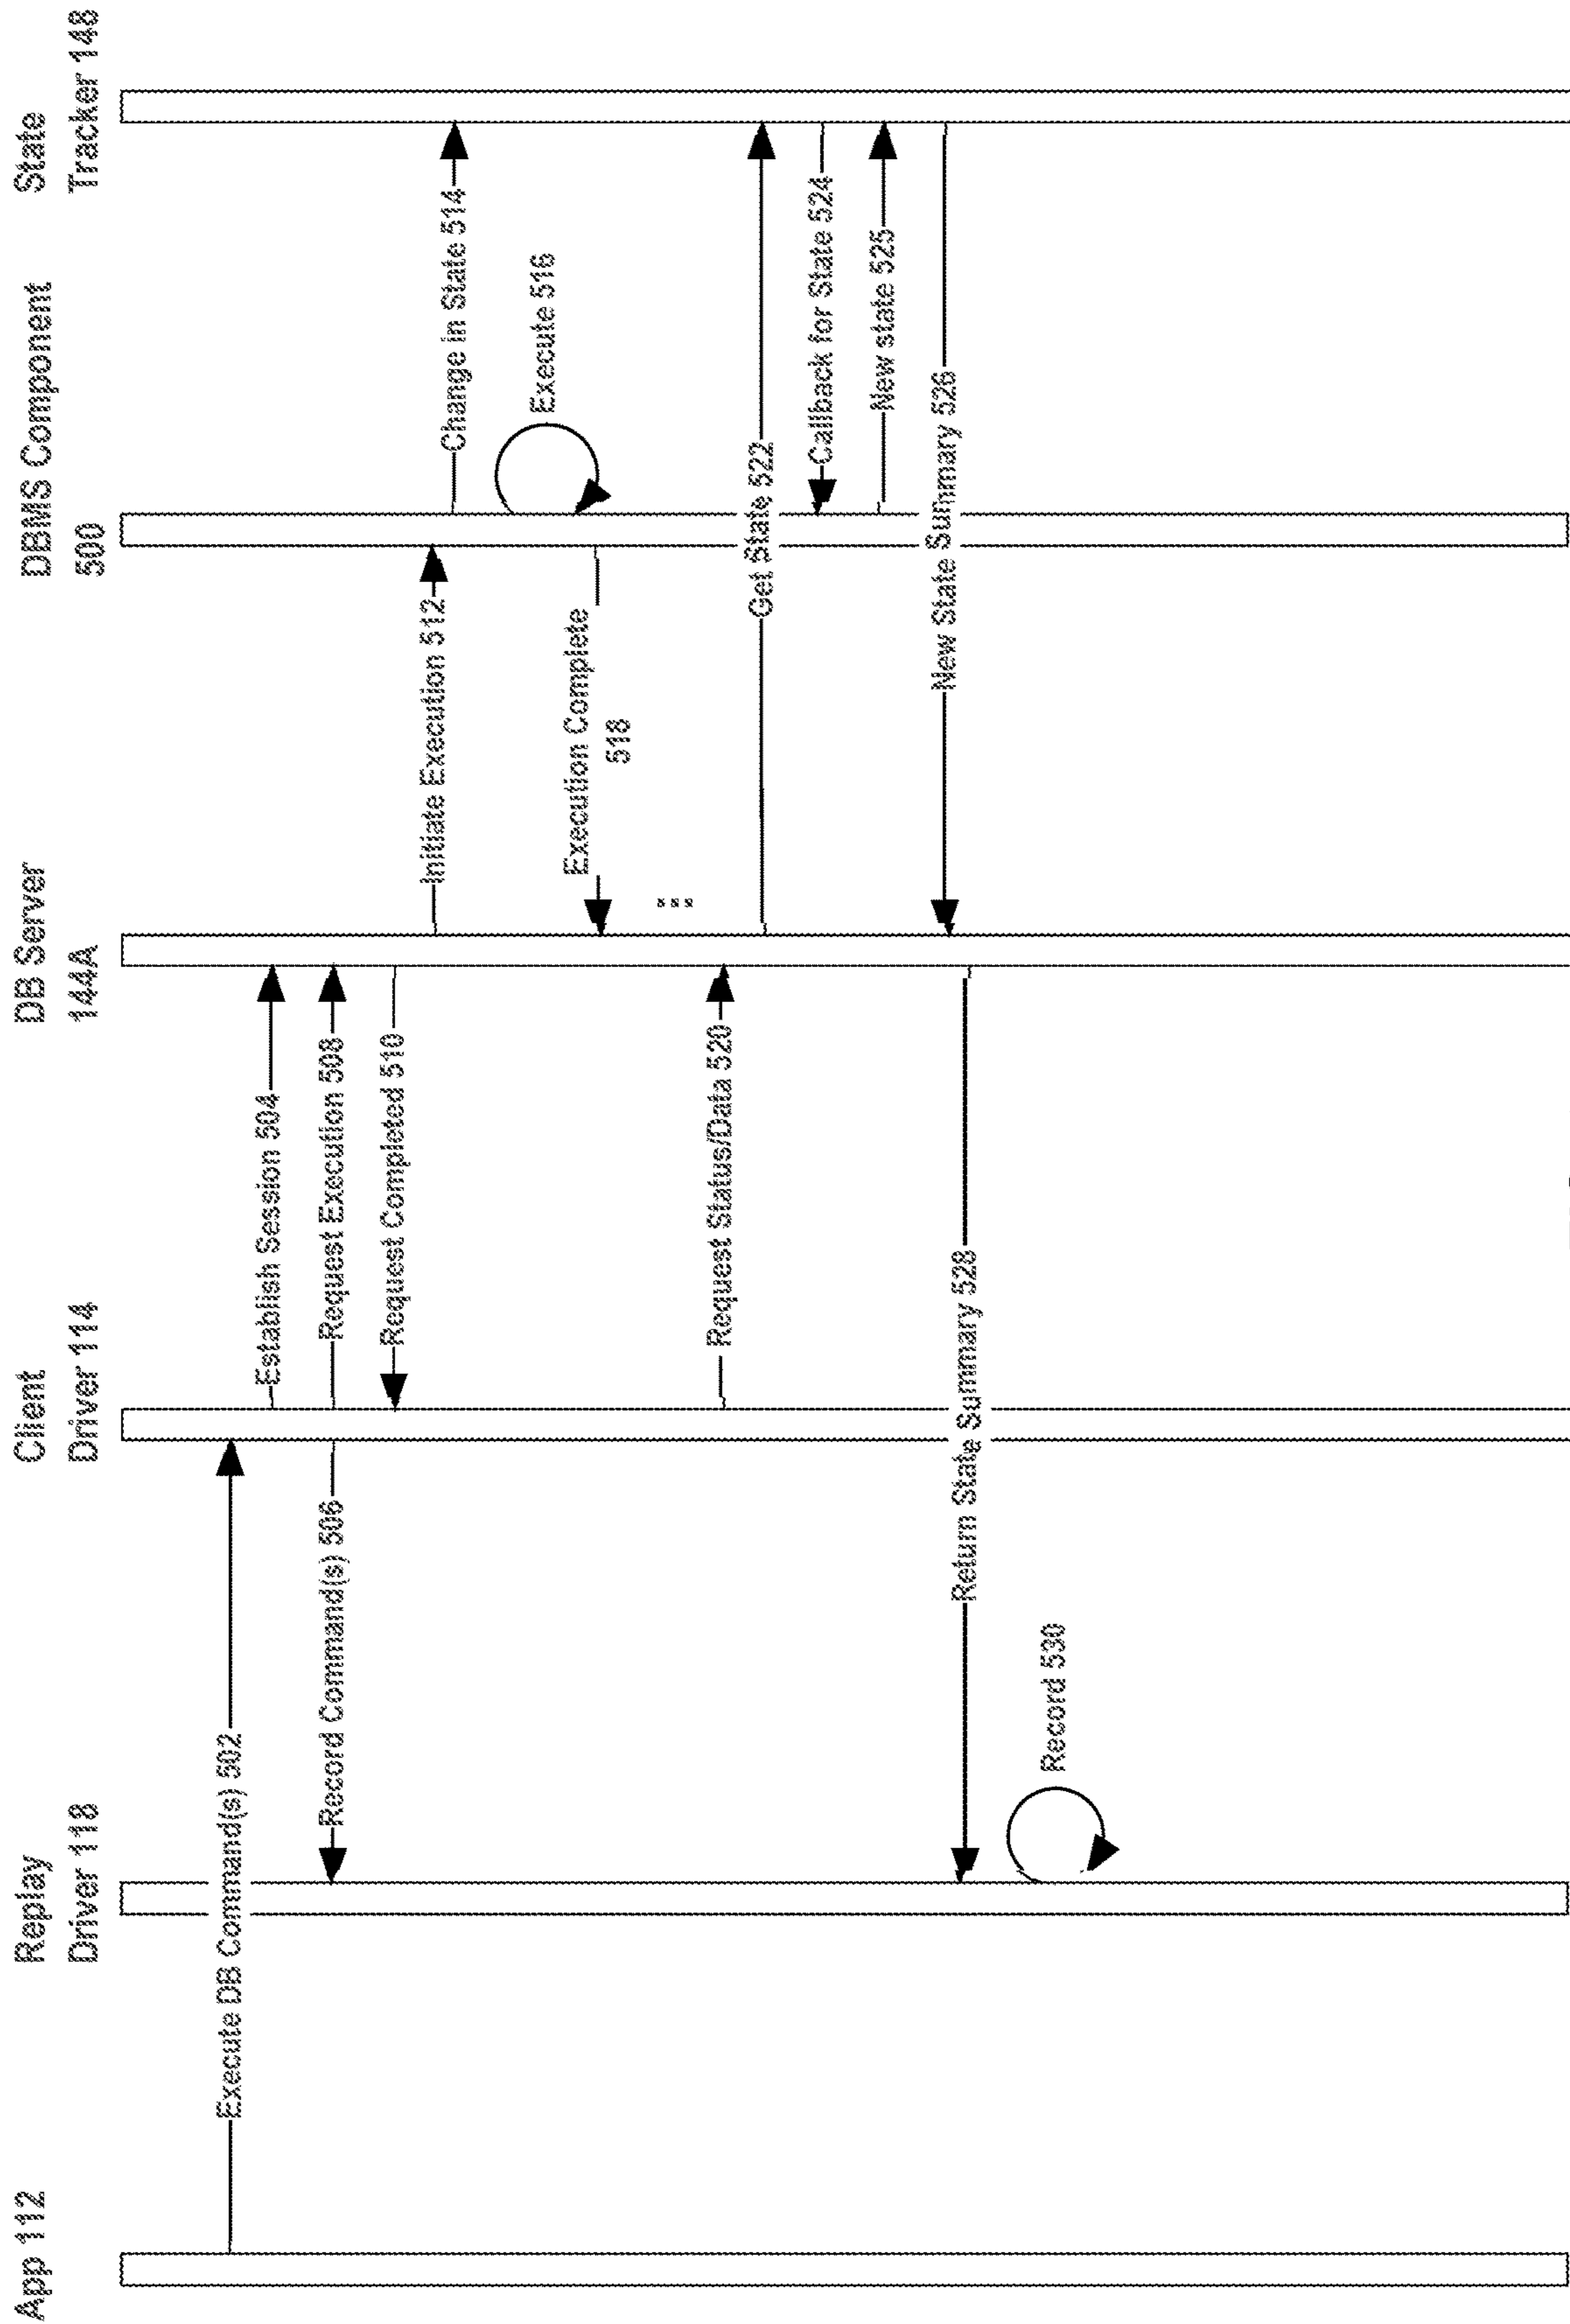 App 112
Replay
Driver 118
Client
Driver 114
DB Server
144A
DBMS Component
500
State
Tracker 148
Execute DB Command(s) 502
Establish Session 504
Record Command(s) 506
Request Execution 508
Request Completed 510
Initiate Execution 512
Change in State 514
Execute 516
Execution Complete
518
...
Request Status/Data 520
Get State 522
Callback for State 524
New state 525
New State Summary 526
Return State Summary 528
Record 530